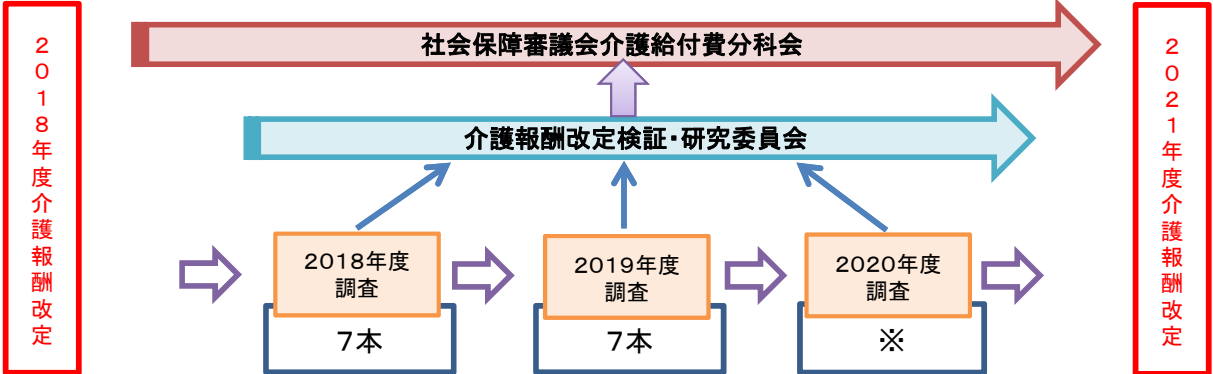 2018年度介護報酬改定
社会保障審議会介護給付費分科会
介護報酬改定検証・研究委員会
2018年度
調査
7本
2019年度
調査
7本
2020年度
調査
※
2021年度介護報酬改定